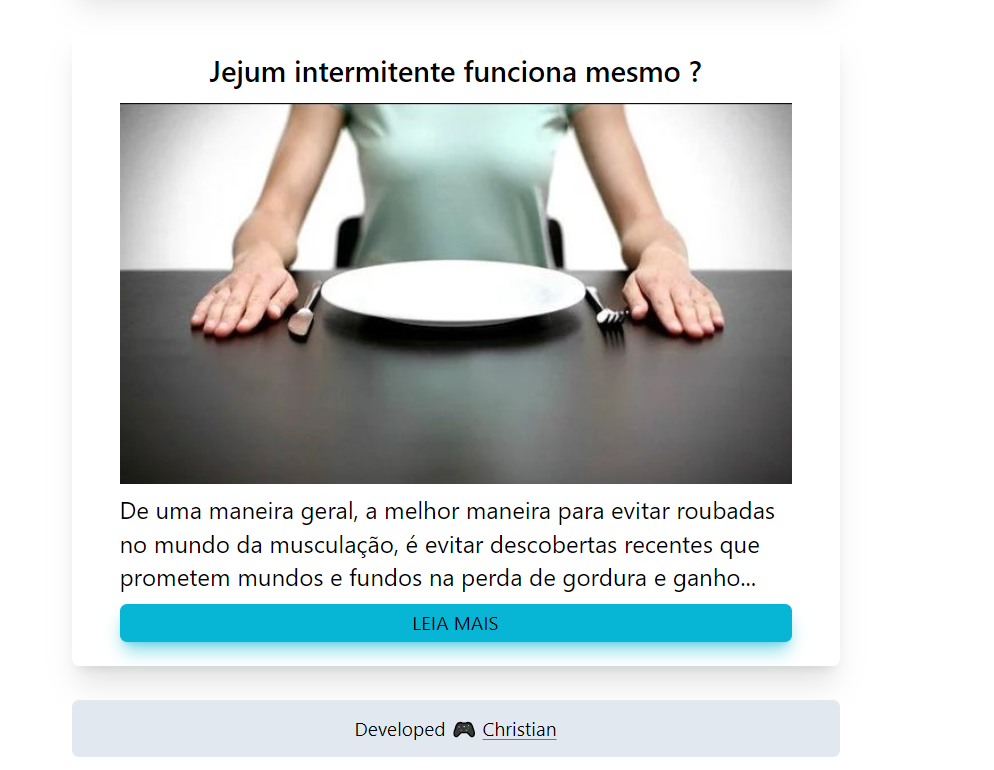 Jejum intermitente funciona mesmo ?
De uma maneira geral, a melhor maneira para evitar roubadas
no mundo da musculação, é evitar descobertas recentes que
prometem mundos e fundos na perda de gordura e ganho...
LEIA MAIS
Developed 🎮 Christian